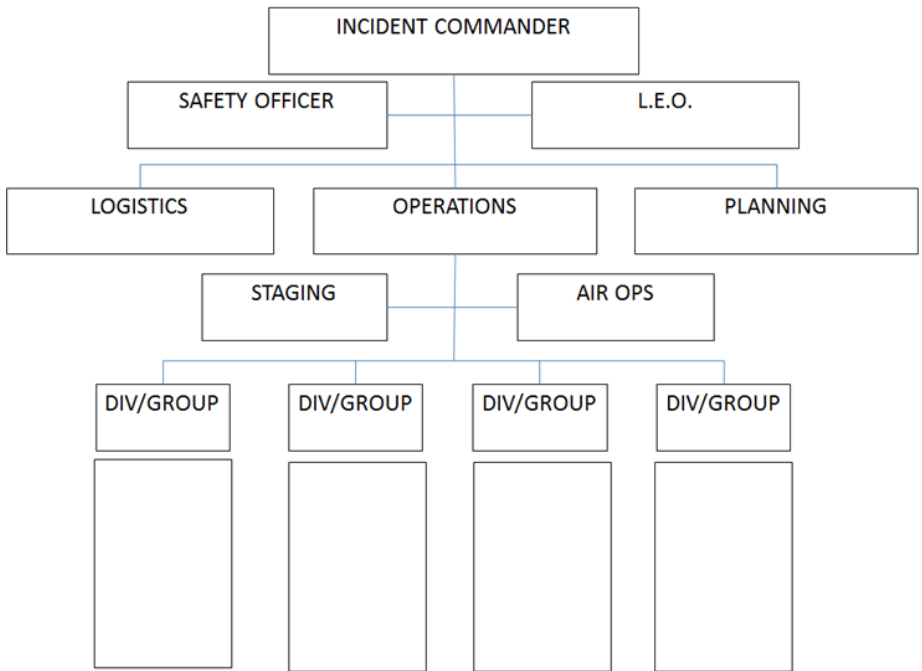 INCIDENT COMMANDER
SAFETY OFFICER
L.E.O.
LOGISTICS
OPERATIONS
PLANNING
STAGING
AIR OPS
DIV/GROUP
DIV/GROUP
DIV/GROUP
DIV/GROUP